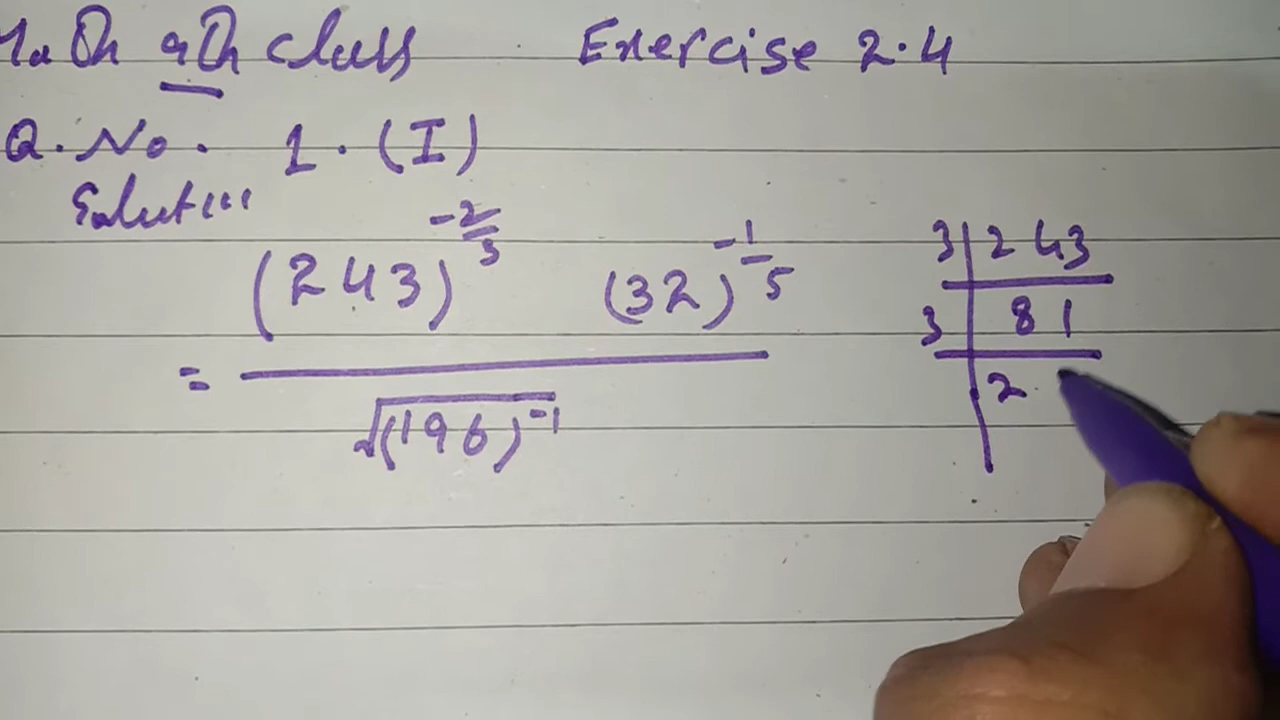 Math 9th class Exercise 2.4
Q. No. 1. (I)
Solution
= (243)^{-2/5} (32)^{-1/5} / √(196)^{-1}
3 | 243
3 | 81
2